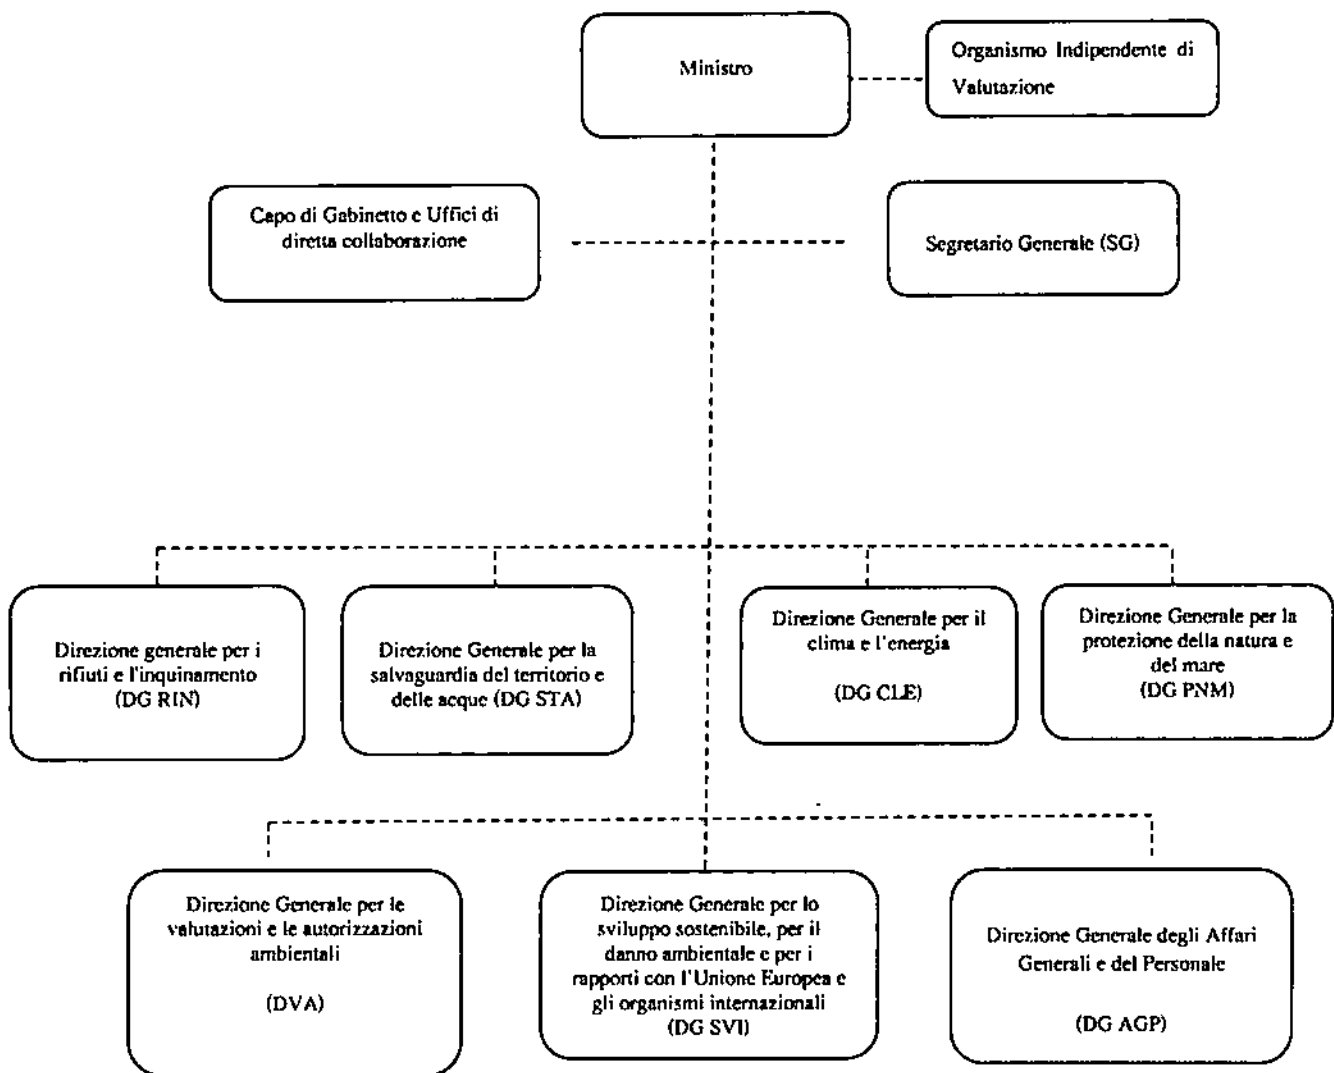 Ministro
Organismo Indipendente di
Valutazione
Capo di Gabinetto e Uffici di
diretta collaborazione
Segretario Generale (SG)
Direzione generale per i
rifiuti e l'inquinamento
(DG RIN)
Direzione Generale per la
salvaguardia del territorio e
delle acque (DG STA)
Direzione Generale per il
clima e l'energia
(DG CLE)
Direzione Generale per la
protezione della natura e
del mare
(DG PNM)
Direzione Generale per le
valutazioni e le autorizzazioni
ambientali
(DVA)
Direzione Generale per lo
sviluppo sostenibile, per il
danno ambientale e per i
rapporti con l'Unione Europea e
gli organismi internazionali
(DG SVI)
Direzione Generale degli Affari
Generali e del Personale
(DG AGP)